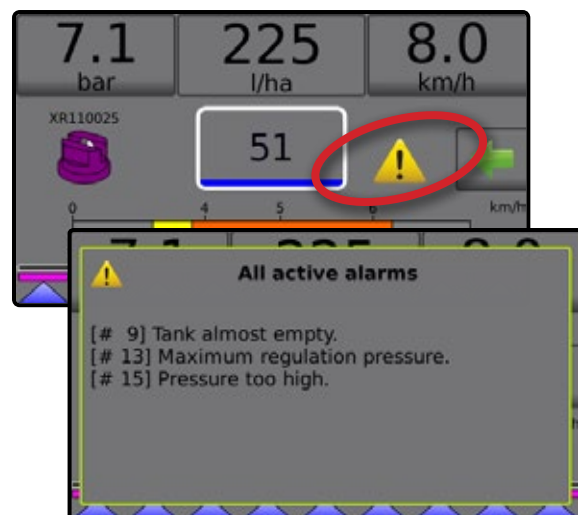 7.1
225
8.0
bar
l/ha
km/h
XR110025
51
0
4
5
6
km/h
All active alarms
[# 9] Tank almost empty.
[# 13] Maximum regulation pressure.
[# 15] Pressure too high.